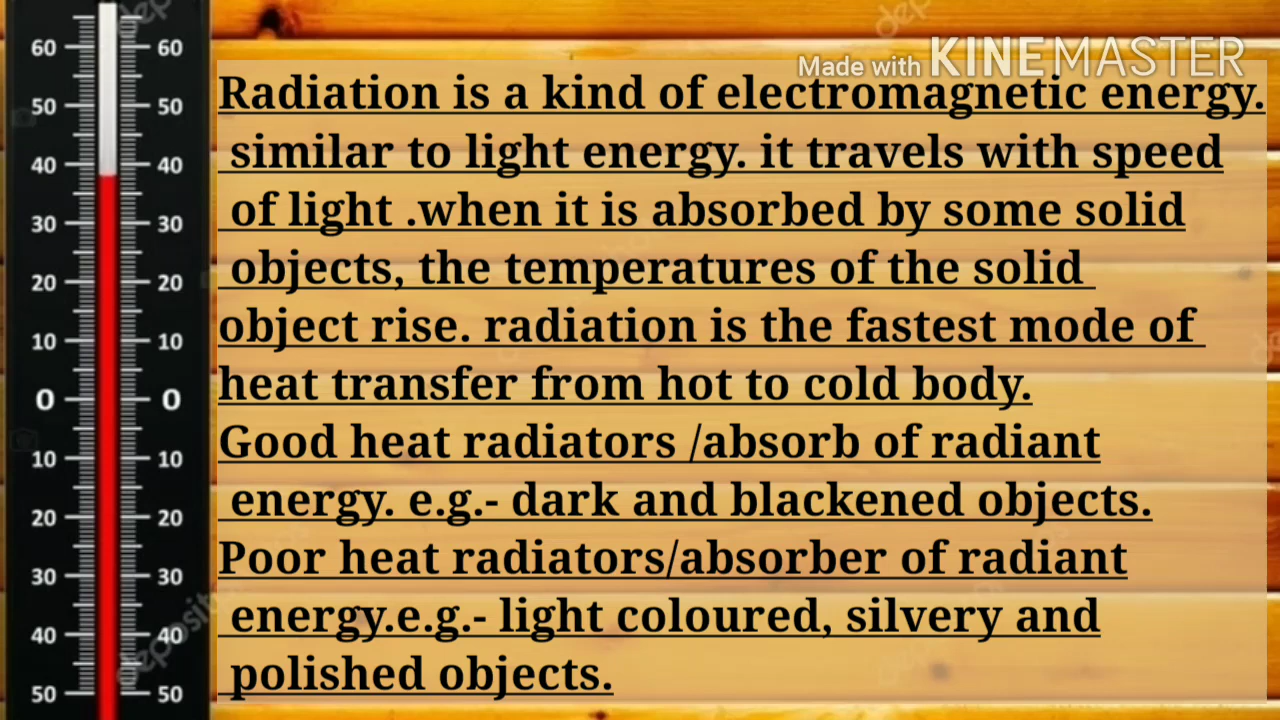 Made with KINEMASTER
Radiation is a kind of electromagnetic energy.
similar to light energy. it travels with speed
of light .when it is absorbed by some solid
objects, the temperatures of the solid
object rise. radiation is the fastest mode of
heat transfer from hot to cold body.
Good heat radiators /absorb of radiant
energy. e.g.- dark and blackened objects.
Poor heat radiators/absorber of radiant
energy.e.g.- light coloured, silvery and
polished objects.
60 60
50 50
40 40
30 30
20 20
10 10
0 0
10 10
20 20
30 30
40 40
50 50